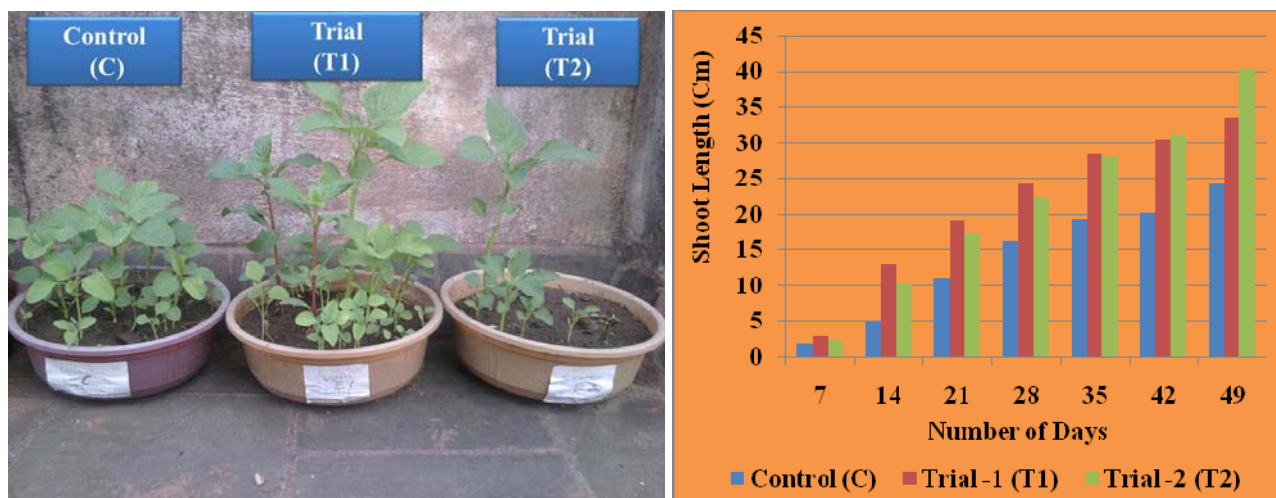 Control
(C)
Trial
(T1)
Trial
(T2)
Shoot Length (Cm)
45
40
35
30
25
20
15
10
5
0
7 14 21 28 35 42 49
Number of Days
Control (C) Trial -1 (T1) Trial -2 (T2)